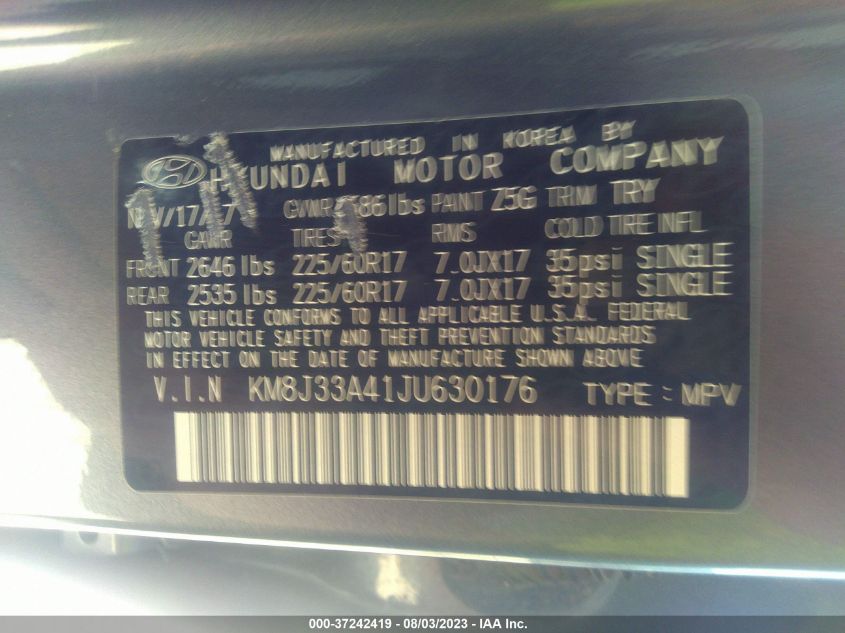 MANUFACTURED IN KOREA BY
HYUNDAI MOTOR COMPANY
PAINT Z5G TRIM TRY
GAWR TIRES RMS COLD TIRE INFL
FRONT 2646 lbs 225/60R17 7.0JX17 35psi SINGLE
REAR 2535 lbs 225/60R17 7.0JX17 35psi SINGLE
THIS VEHICLE CONFORMS TO ALL APPLICABLE U.S.A. FEDERAL
MOTOR VEHICLE SAFETY AND THEFT PREVENTION STANDARDS
IN EFFECT ON THE DATE OF MANUFACTURE SHOWN ABOVE
V.I.N KM8J33A41JU630176 TYPE : MPV
000-37242419 - 08/03/2023 - IAA Inc.